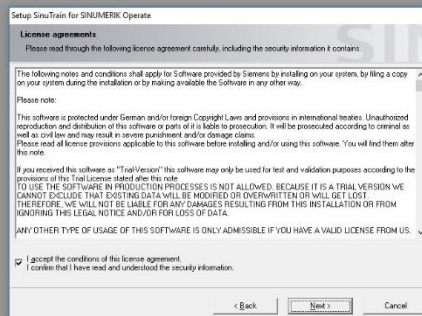 Setup SinuTrain for SINUMERIK Operate
License agreements
Please read through the following license agreement carefully, including the security information it contains.
SIN
The following notes and conditions shall apply for Software provided by Siemens by installing on your system, by filing a copy
on your system during the installation or by making available the Software in any other way.
Please note:
This software is protected under German and/or foreign Copyright Laws and provisions in international treaties. Unauthorized
reproduction and distribution of this software or parts of it is liable to prosecution. It will be prosecuted according to criminal as
well as civil law and may result in severe punishment and/or damage claims.
Please read all license provisions applicable to this software before installing and/or using this software. You will find them after
this note.
If you received this software as "Trial-Version" this software may only be used for test and validation purposes according to the
provisions of this Trial License stated after this note
TO USE THE SOFTWARE IN PRODUCTION PROCESSES IS NOT ALLOWED. BECAUSE IT IS A TRIAL VERSION WE
CANNOT EXCLUDE THAT EXISTING DATA WILL BE MODIFIED OR OVERWRITTEN OR WILL GET LOST.
THEREFORE, WE WILL NOT BE LIABLE FOR ANY DAMAGES RESULTING FROM THIS INSTALLATION OR FROM
IGNORING THIS LEGAL NOTICE AND/OR FOR LOSS OF DATA.
ANY OTHER TYPE OF USAGE OF THIS SOFTWARE IS ONLY ADMISSIBLE IF YOU HAVE A VALID LICENSE FROM US.
I accept the conditions of this license agreement.
I confirm that I have read and understood the security information.
< Back
Next >
Cancel